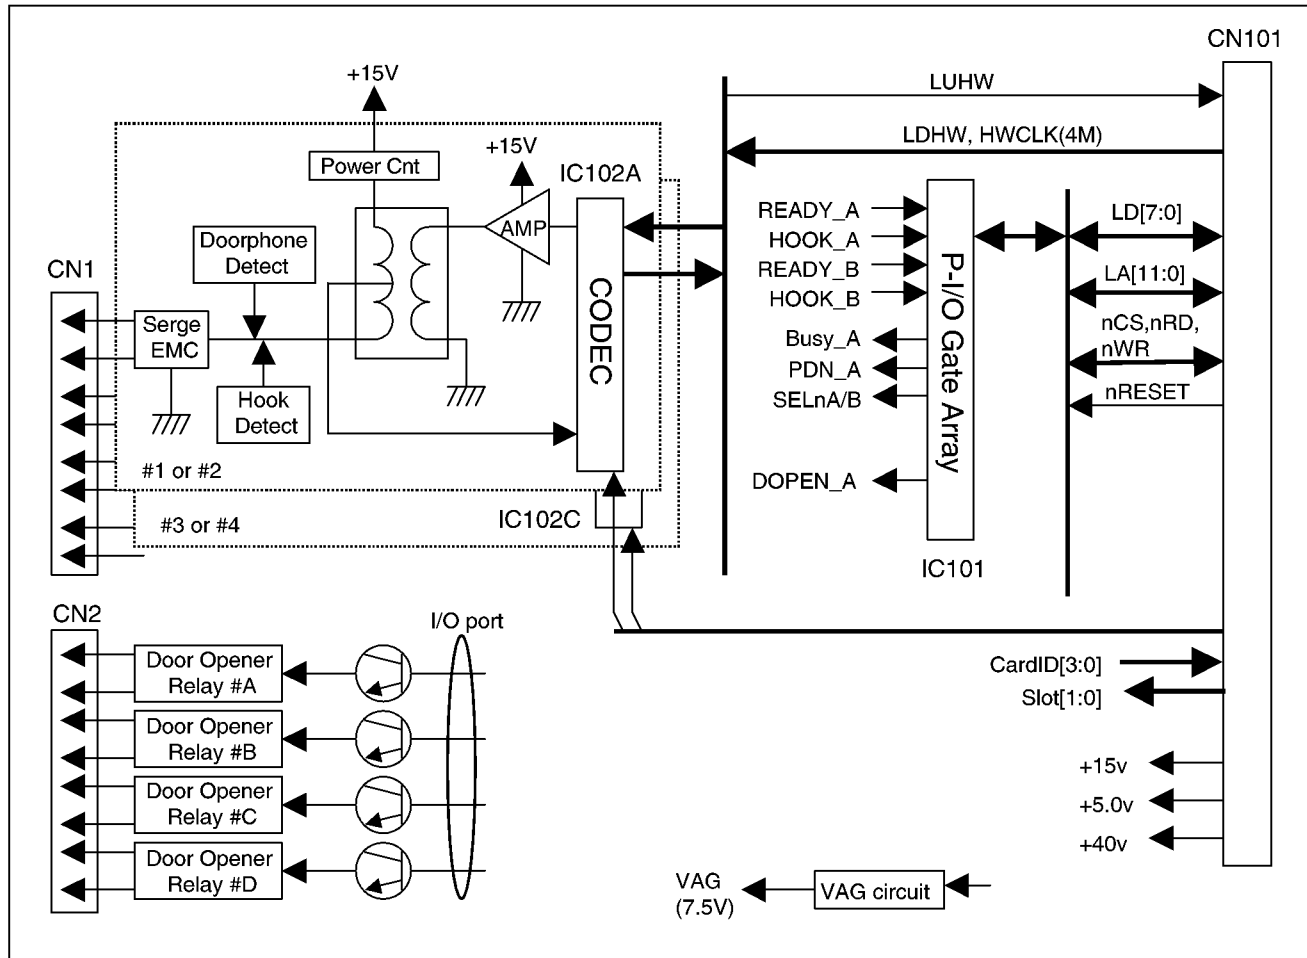 CN101
+15V
LUHW
LDHW, HWCLK(4M)
Power Cnt
+15V
IC102A
AMP
CODEC
Doorphone
Detect
CN1
Serge
EMC
Hook
Detect
#1 or #2
#3 or #4
IC102C
READY_A
HOOK_A
READY_B
HOOK_B
Busy_A
PDN_A
SELnA/B
DOPEN_A
P-I/O Gate Array
IC101
LD[7:0]
LA[11:0]
nCS,nRD,
nWR
nRESET
CN2
I/O port
Door Opener
Relay #A
Door Opener
Relay #B
Door Opener
Relay #C
Door Opener
Relay #D
CardID[3:0]
Slot[1:0]
+15v
+5.0v
+40v
VAG
(7.5V)
VAG circuit